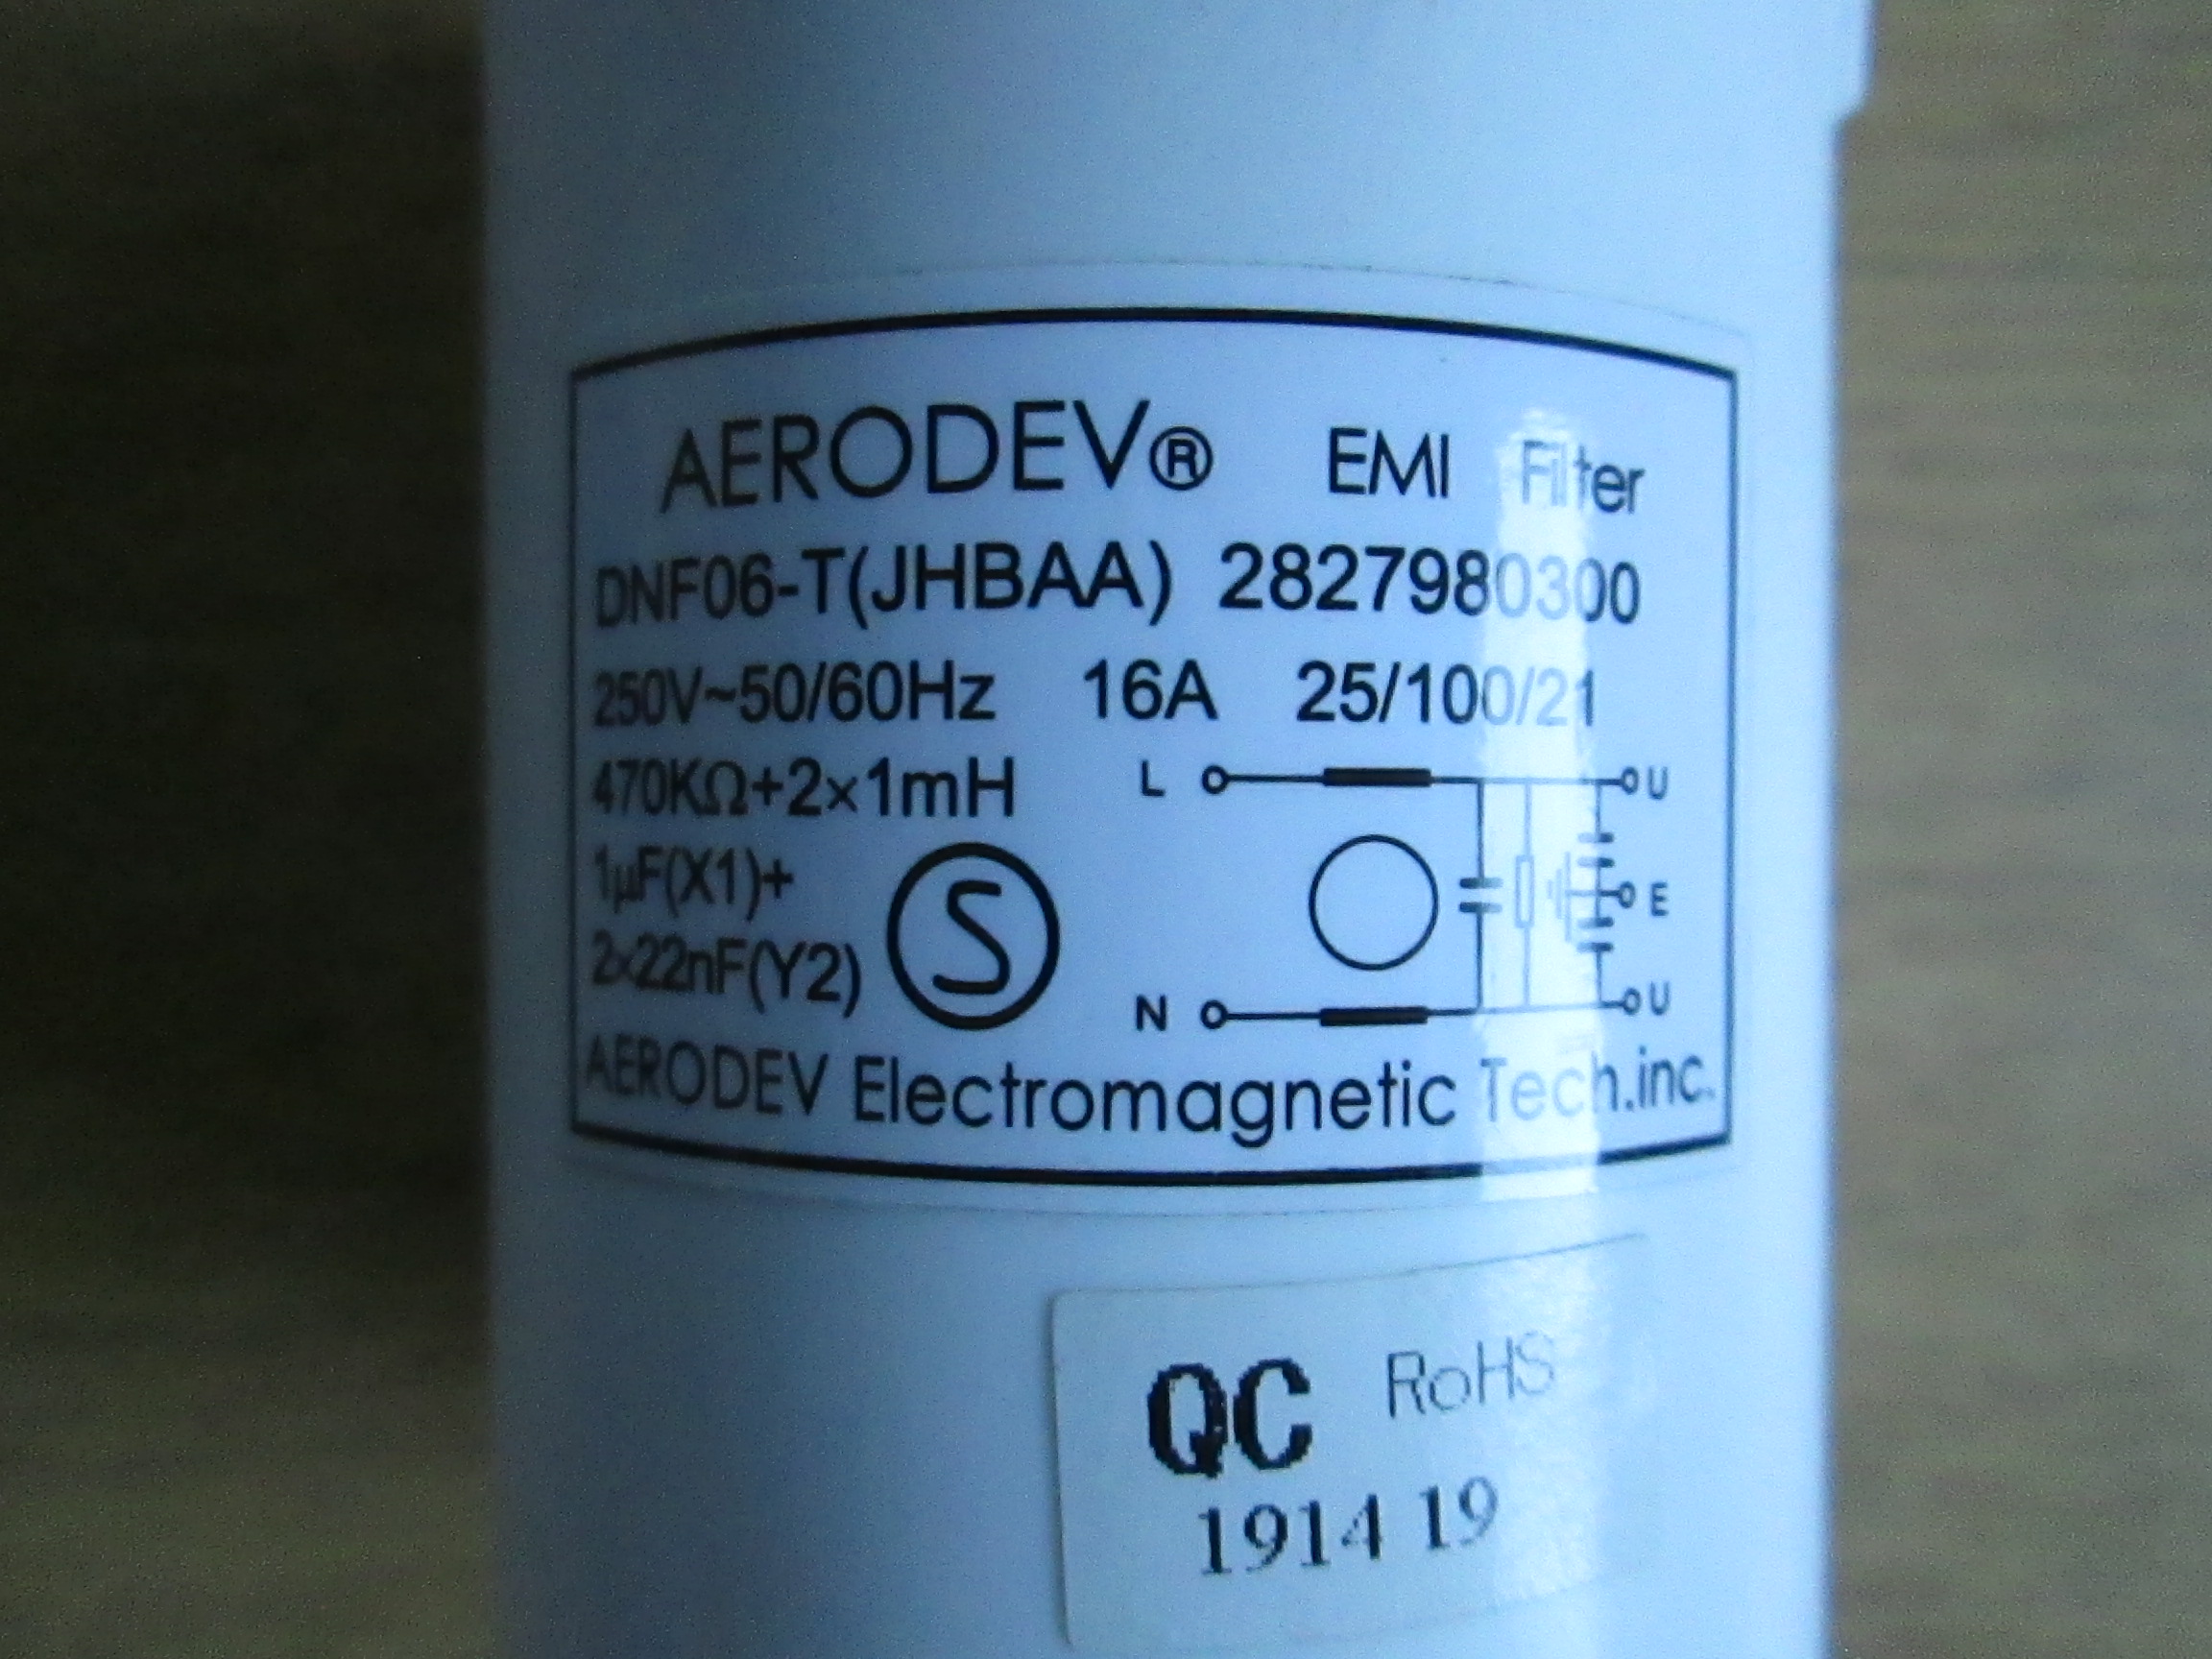 AERODEV® EMI Filter
DNF06-T(JHBAA) 2827980300
250V~50/60Hz 16A 25/100/21
470KΩ+2×1mH
1µF(X1)+
2×22nF(Y2)
S
L U
E
N U
AERODEV Electromagnetic Tech.inc.
QC RoHS
1914 19